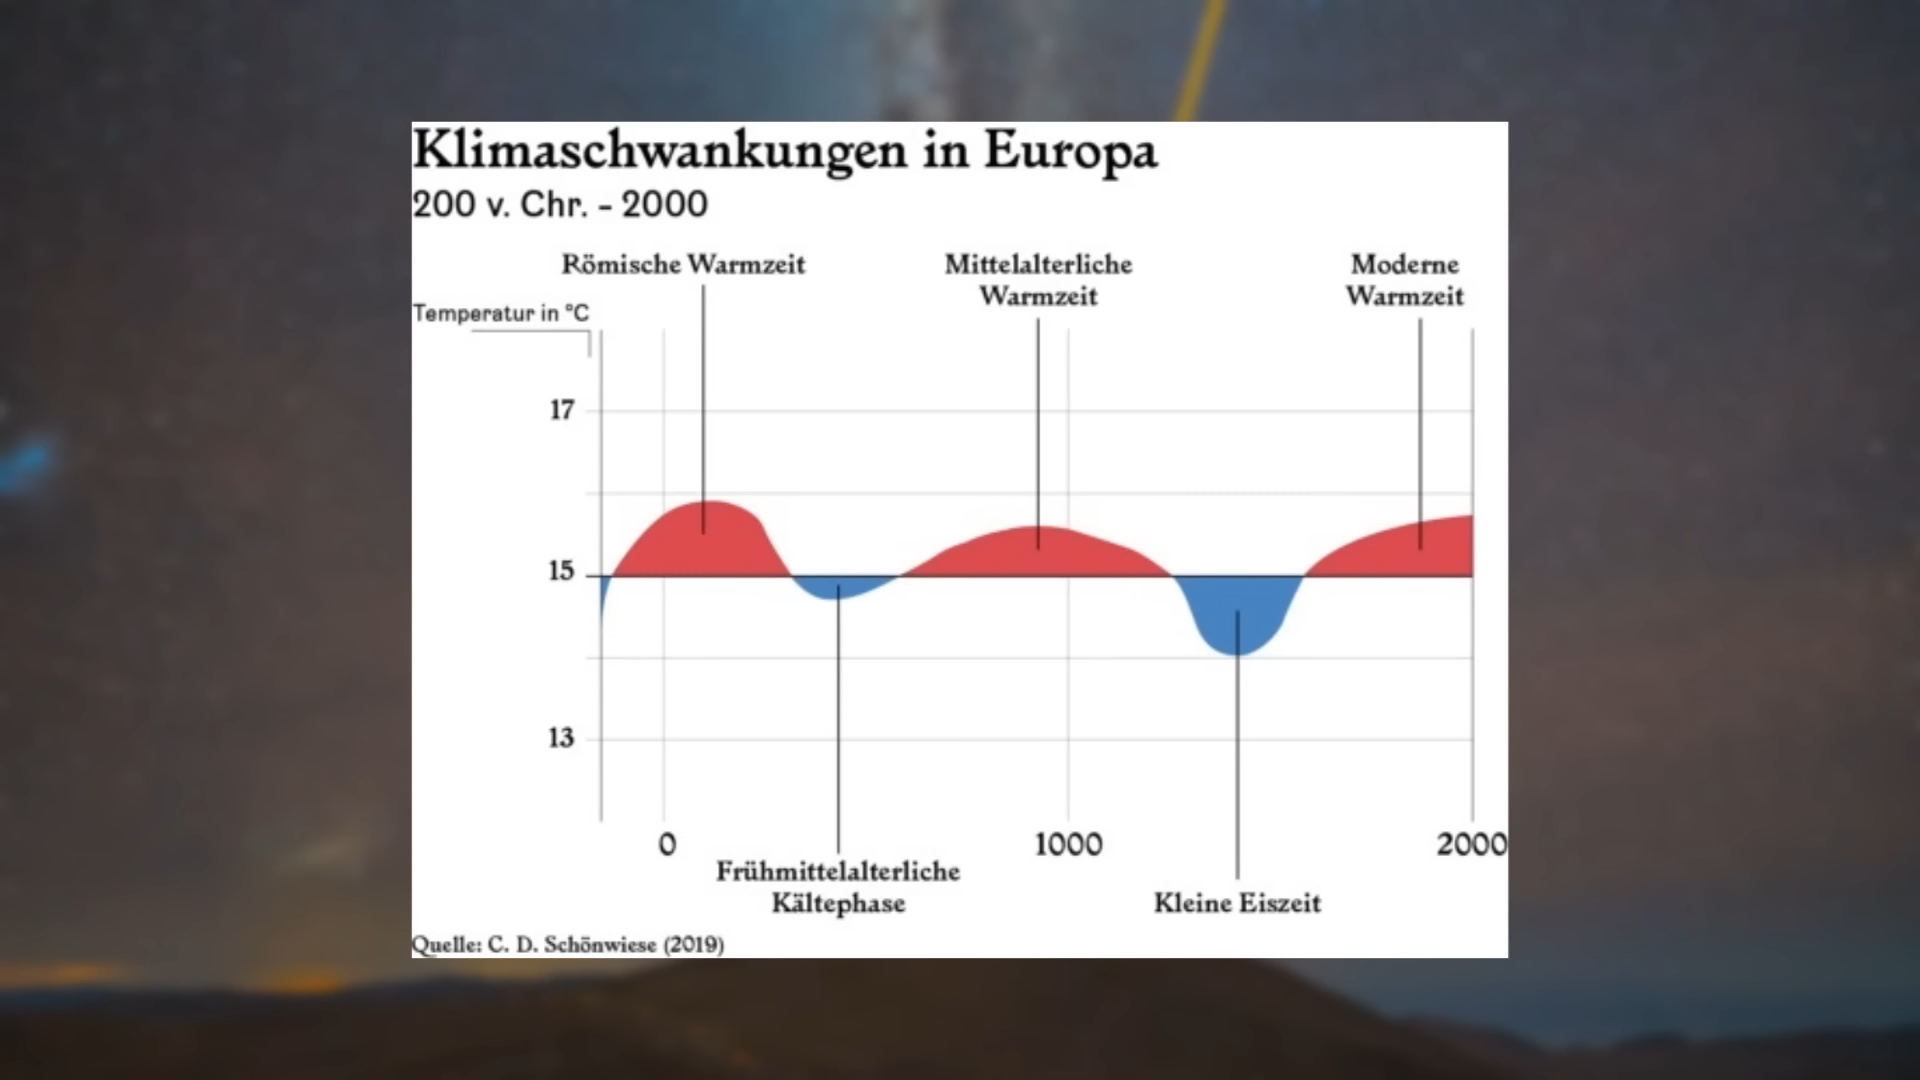 Klimaschwankungen in Europa
200 v. Chr. - 2000
Römische Warmzeit
Mittelalterliche
Warmzeit
Moderne
Warmzeit
Temperatur in °C
17
15
13
0
1000
2000
Frühmittelalterliche
Kältephase
Kleine Eiszeit
Quelle: C. D. Schönwiese (2019)